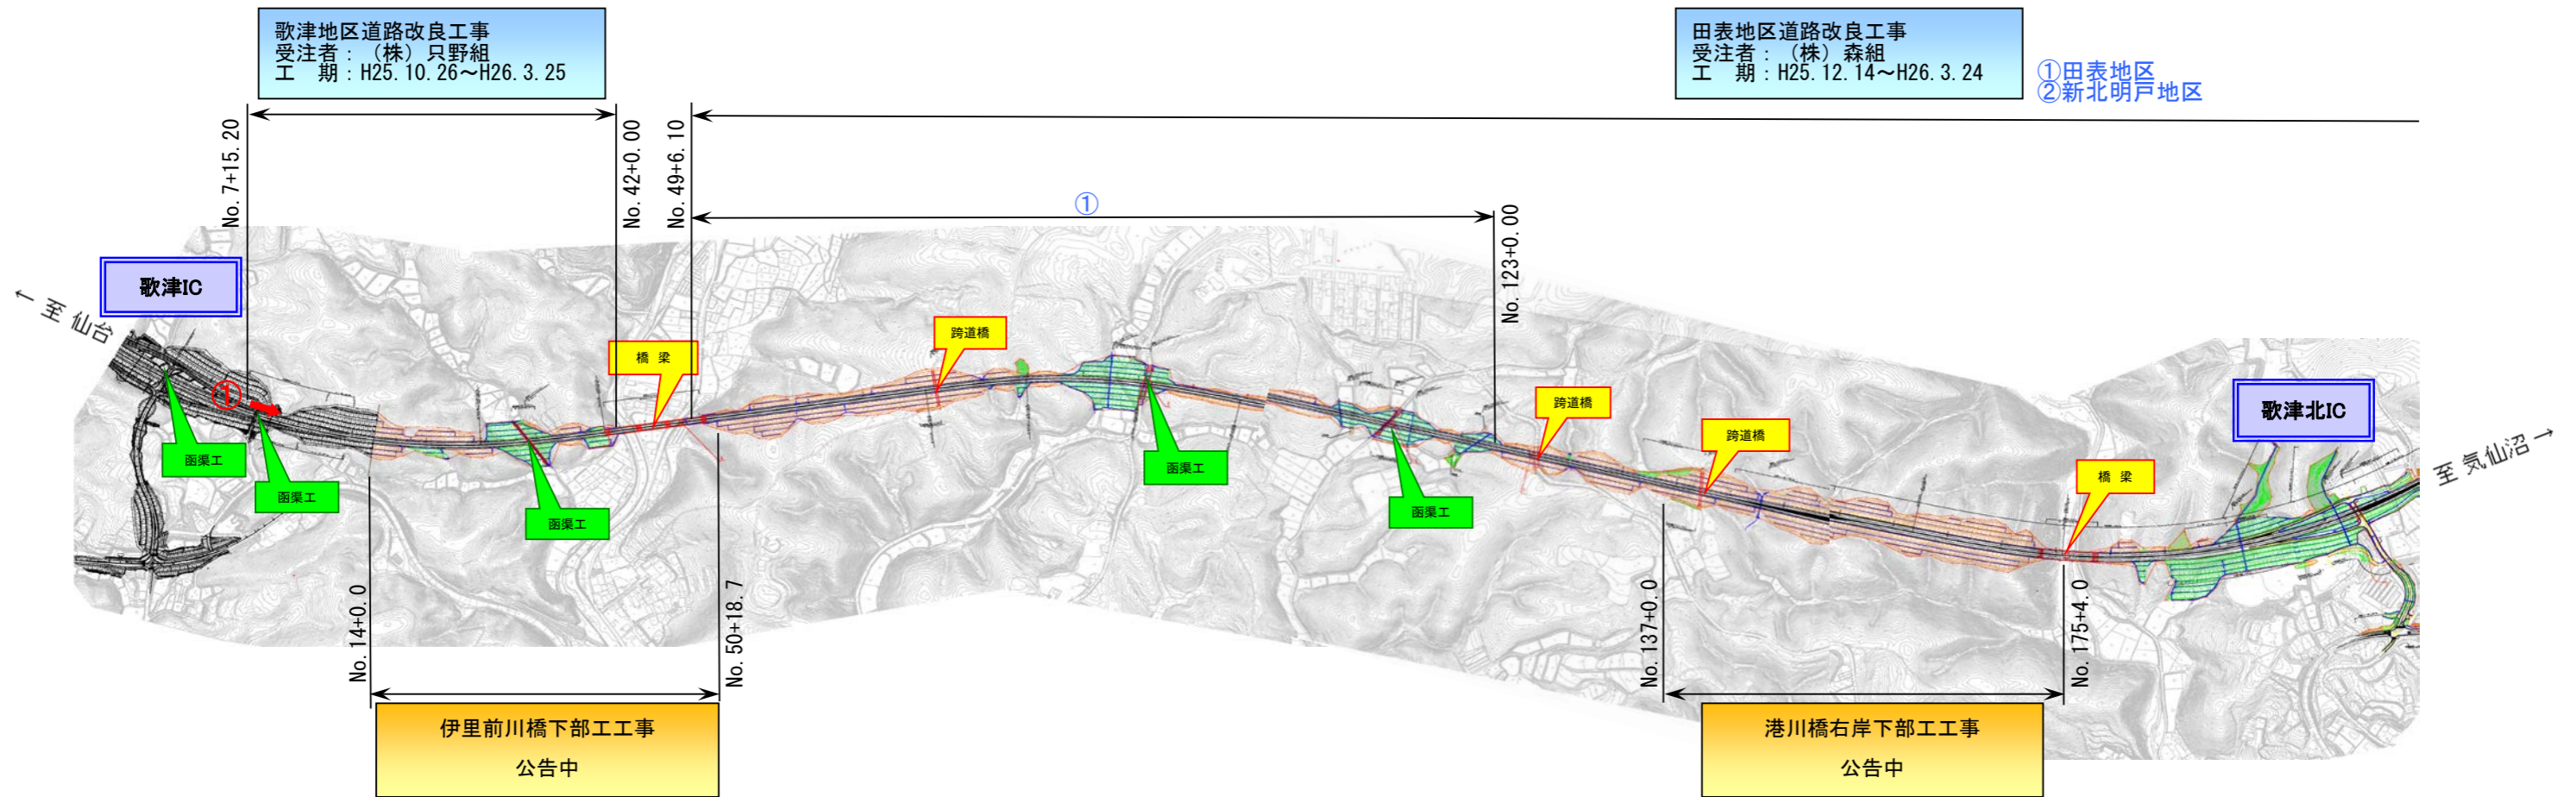 歌津地区道路改良工事
受注者：（株）只野組
工　期：H25.10.26～H26.3.25
田表地区道路改良工事
受注者：（株）森組
工　期：H25.12.14～H26.3.24
①田表地区
②新北明戸地区
No. 7+15. 20
No. 42+0. 00
No. 49+6. 10
①
No. 123+0. 00
歌津IC
← 至 仙台
①
橋 梁
跨道橋
跨道橋
跨道橋
橋 梁
歌津北IC
至 気仙沼 →
函渠工
函渠工
函渠工
函渠工
函渠工
No. 14+0. 0
No. 50+18. 7
No. 137+0. 0
No. 175+4. 0
伊里前川橋下部工工事
公告中
港川橋右岸下部工工事
公告中